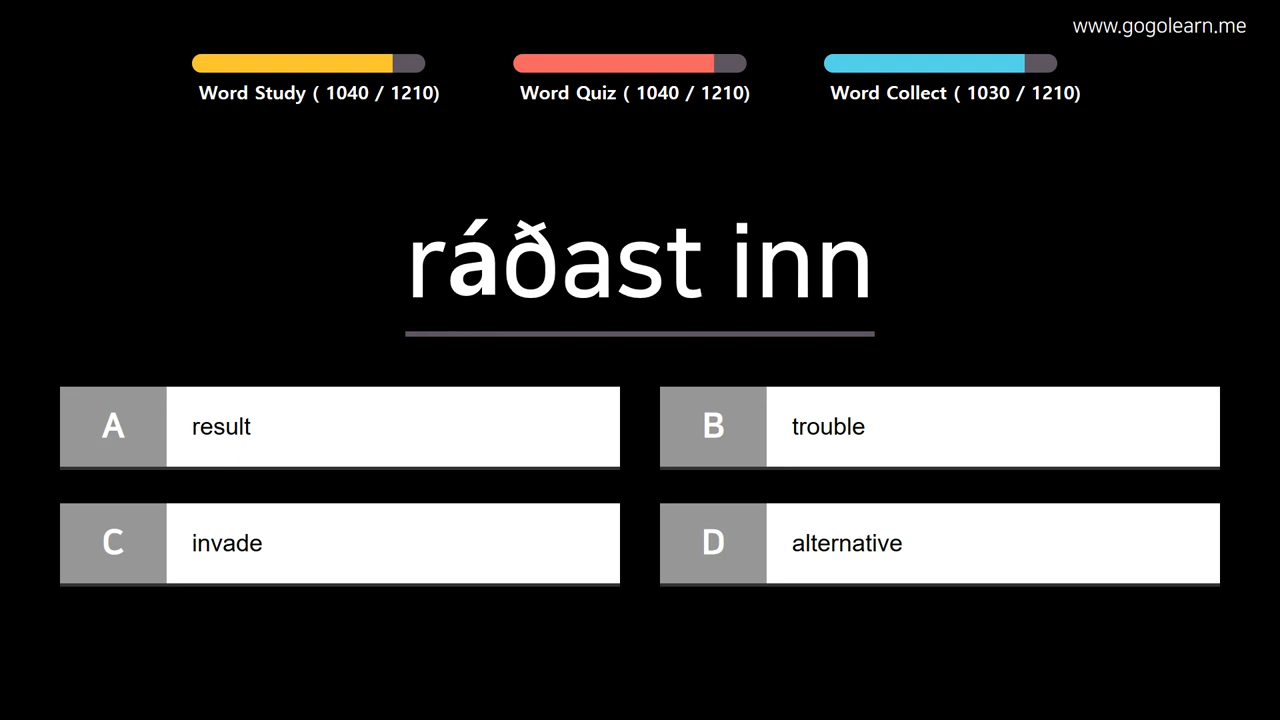 www.gogolearn.me
Word Study ( 1040 / 1210)
Word Quiz ( 1040 / 1210)
Word Collect ( 1030 / 1210)
ráðast inn
A result
B trouble
C invade
D alternative